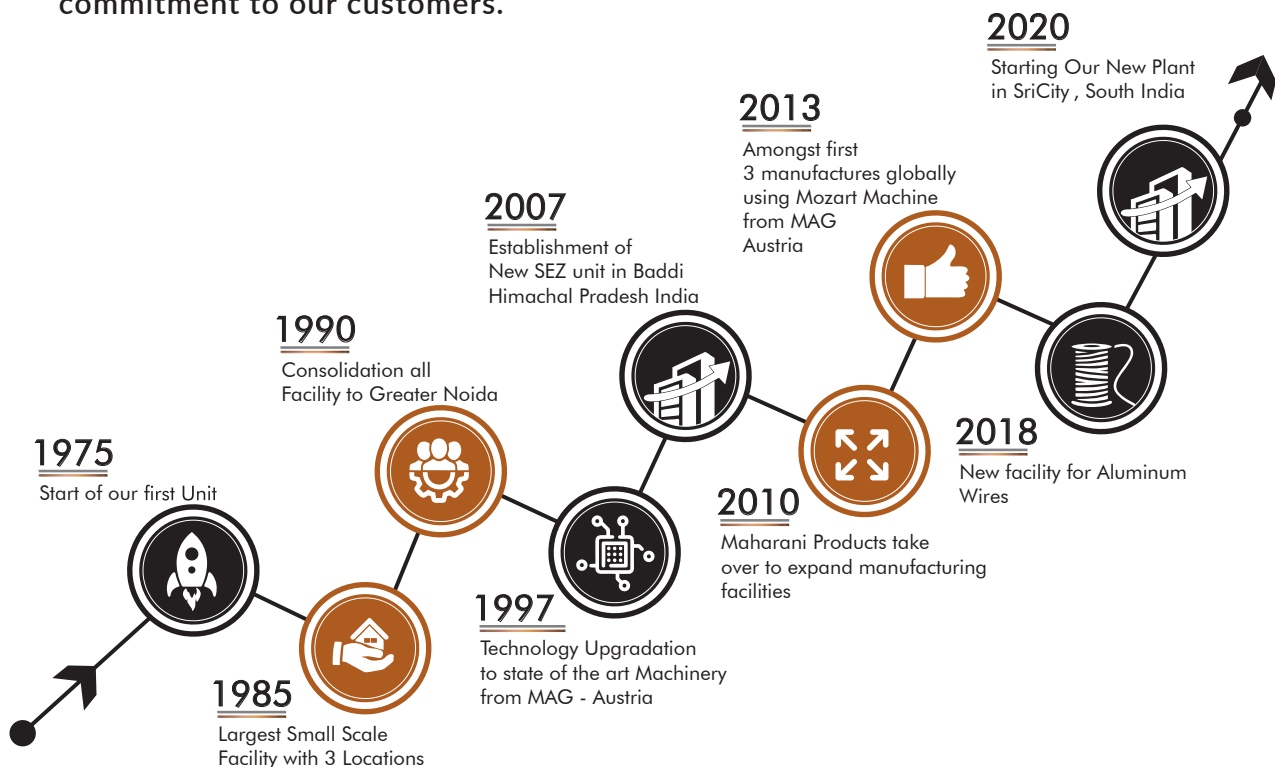 commitment to our customers.
2020
Starting Our New Plant
in SriCity , South India
2013
Amongst first
3 manufactures globally
using Mozart Machine
from MAG
Austria
2007
Establishment of
New SEZ unit in Baddi
Himachal Pradesh India
1990
Consolidation all
Facility to Greater Noida
1975
Start of our first Unit
2018
New facility for Aluminum
Wires
2010
Maharani Products take
over to expand manufacturing
facilities
1997
Technology Upgradation
to state of the art Machinery
from MAG - Austria
1985
Largest Small Scale
Facility with 3 Locations